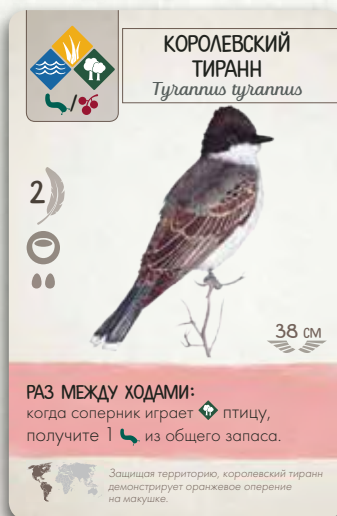 КОРОЛЕВСКИЙ
ТИРАНН
Tyrannus tyrannus
/
2
38 СМ
РАЗ МЕЖДУ ХОДАМИ:
когда соперник играет птицу,
получите 1 из общего запаса.
Защищая территорию, королевский тиранн
демонстрирует оранжевое оперение
на макушке.